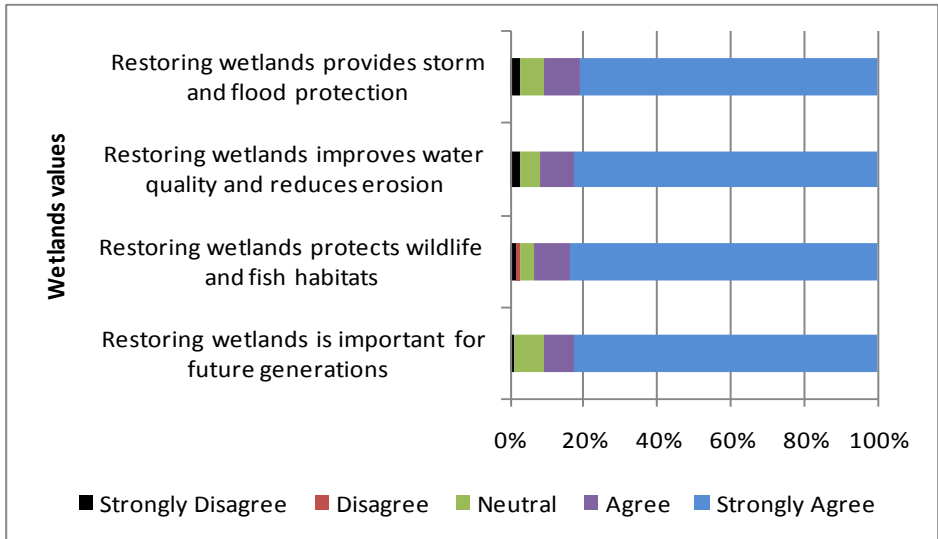 Wetlands values
Restoring wetlands provides storm
and flood protection
Restoring wetlands improves water
quality and reduces erosion
Restoring wetlands protects wildlife
and fish habitats
Restoring wetlands is important for
future generations
0% 20% 40% 60% 80% 100%
Strongly Disagree Disagree Neutral Agree Strongly Agree